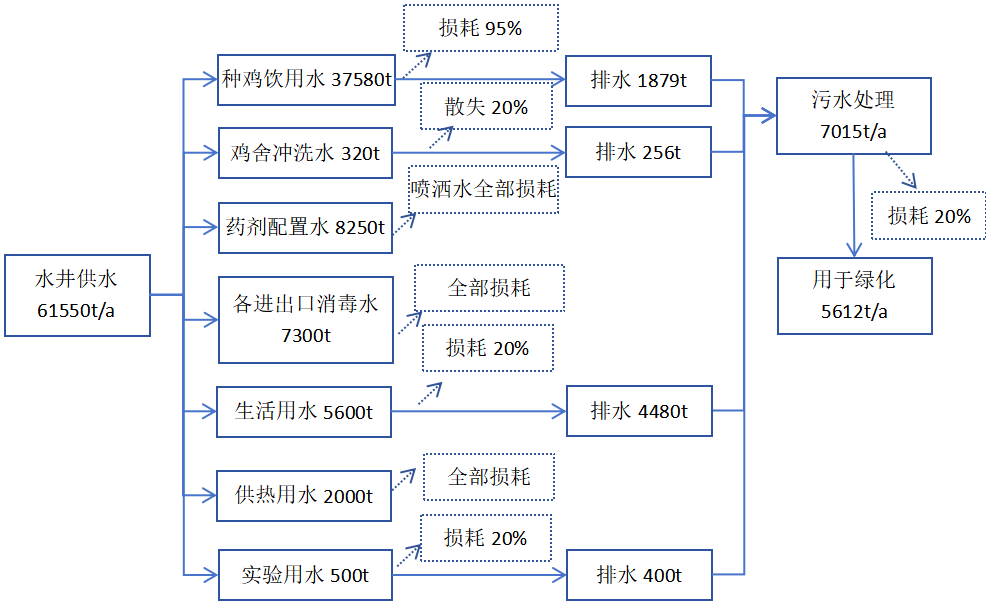 损耗 95%
种鸡饮用水 37580t
排水 1879t
散失 20%
鸡舍冲洗水 320t
排水 256t
污水处理
7015t/a
喷洒水全部损耗
药剂配置水 8250t
损耗 20%
水井供水
61550t/a
各进出口消毒水
7300t
全部损耗
用于绿化
5612t/a
损耗 20%
生活用水 5600t
排水 4480t
全部损耗
供热用水 2000t
损耗 20%
实验用水 500t
排水 400t